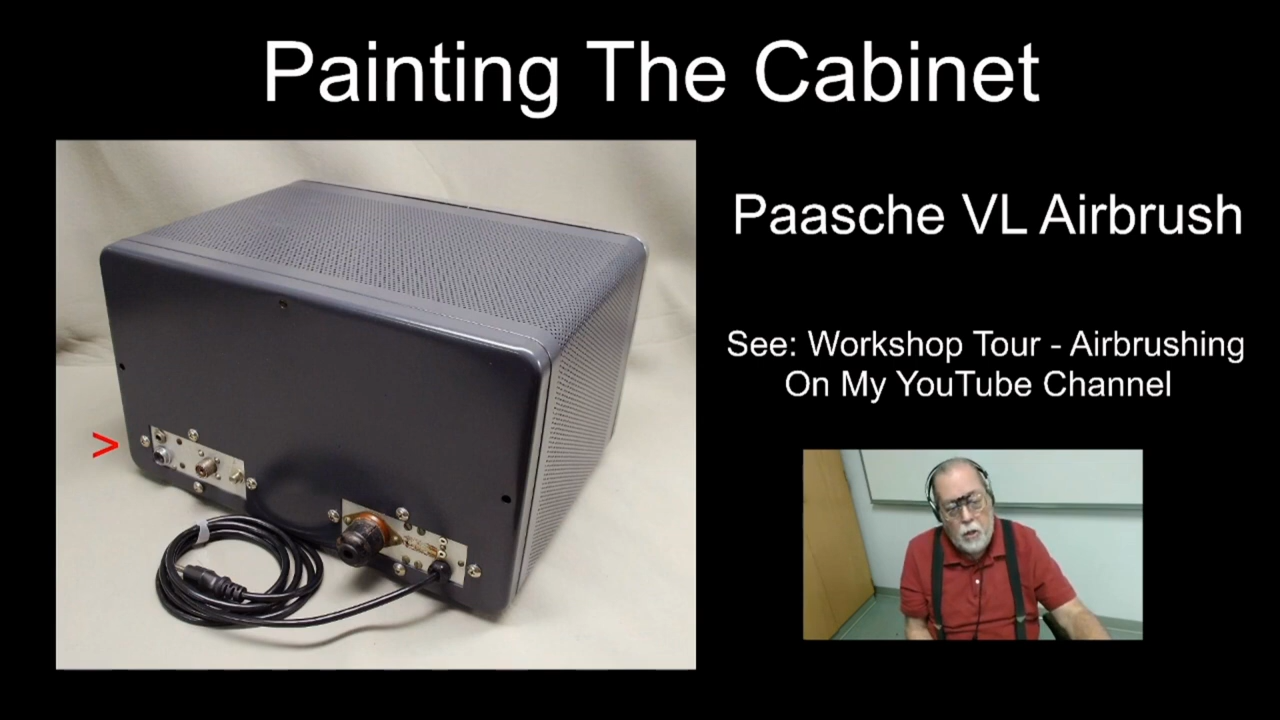 Painting The Cabinet
Paasche VL Airbrush
See: Workshop Tour - Airbrushing
On My YouTube Channel
>